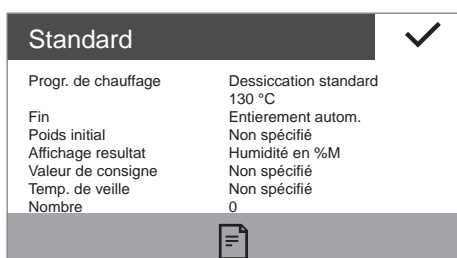 Standard
Progr. de chauffage Dessiccation standard
130 °C
Fin Entierement autom.
Poids initial Non spécifié
Affichage resultat Humidité en %M
Valeur de consigne Non spécifié
Temp. de veille Non spécifié
Nombre 0